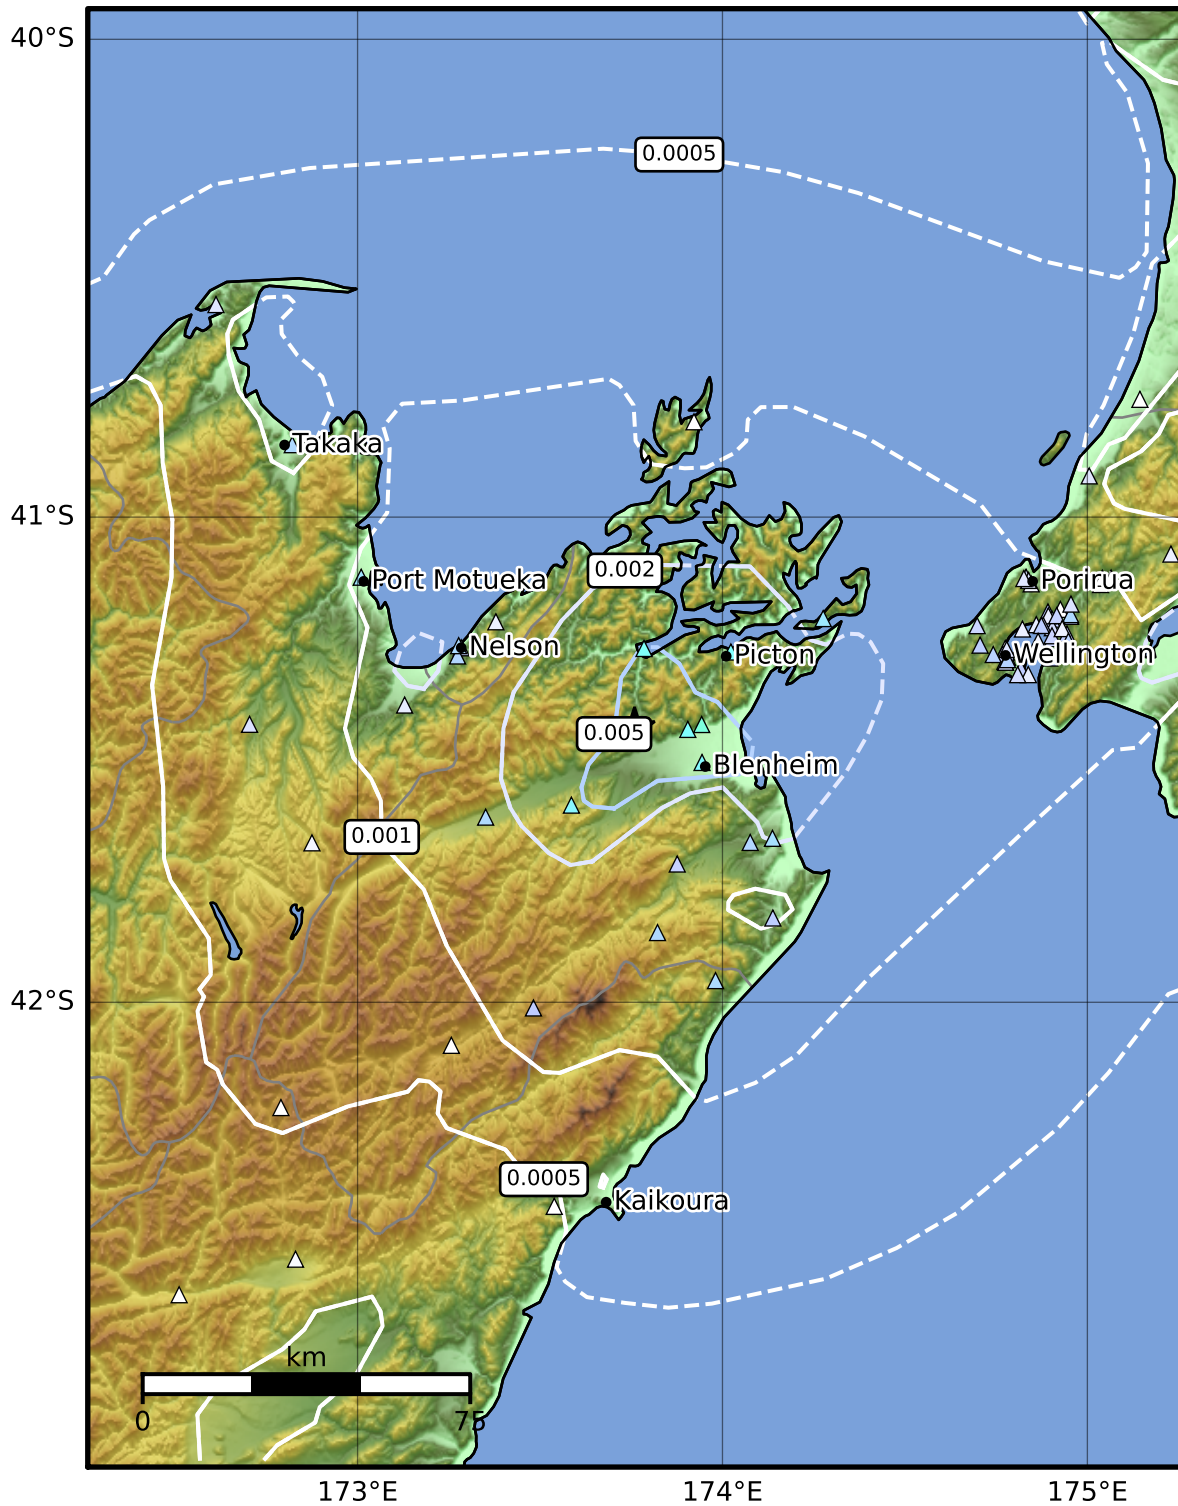 40°S
0.0005
Takaka
41°S
0.002
Port Motueka
Porirua
Nelson
Picton
Wellington
0.005
Blenheim
0.001
42°S
0.0005
Kaikoura
km
0
75
173°E
174°E
175°E